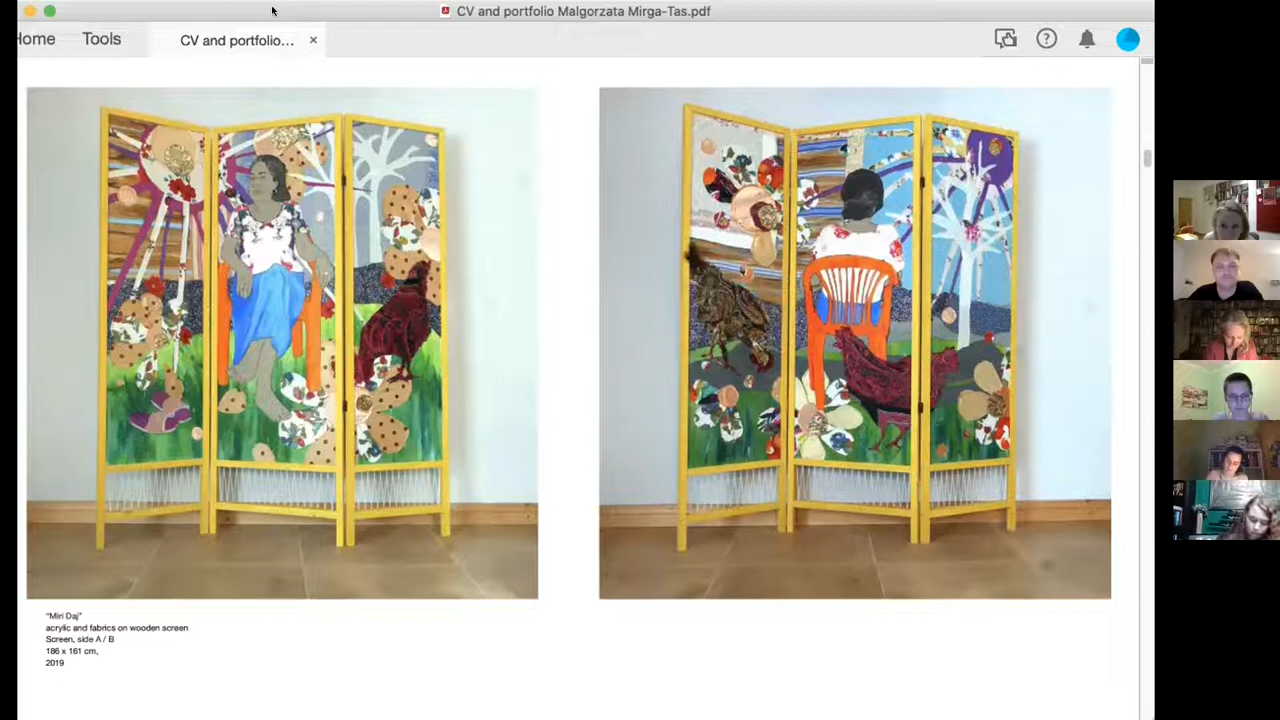 CV and portfolio Malgorzata Mirga-Tas.pdf
Home
Tools
CV and portfolio...
"Miri Daj"
acrylic and fabrics on wooden screen
Screen, side A / B
186 x 161 cm,
2019